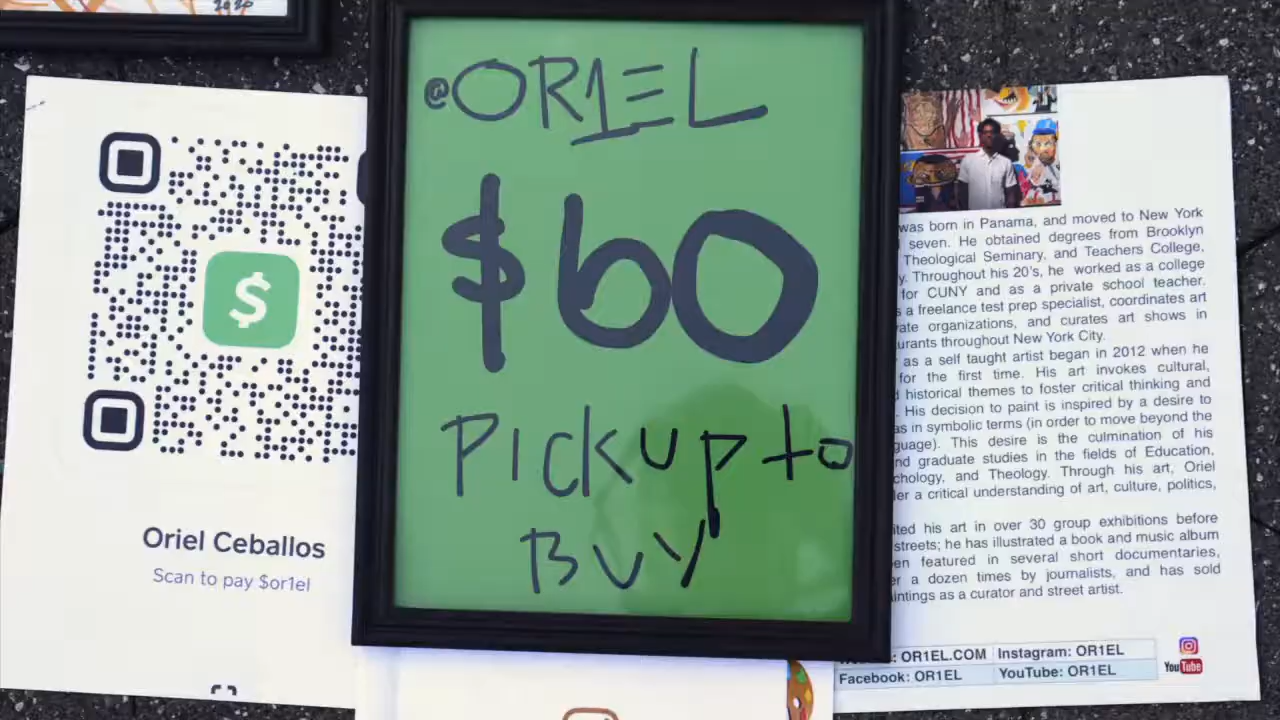 2020
@OR1EL
$60
Pick up to
BUY
$
Oriel Ceballos
Scan to pay $or1el
was born in Panama, and moved to New York
seven. He obtained degrees from Brooklyn
Theological Seminary, and Teachers College,
y. Throughout his 20's, he worked as a college
for CUNY and as a private school teacher.
s a freelance test prep specialist, coordinates art
ate organizations, and curates art shows in
urants throughout New York City.
as a self taught artist began in 2012 when he
for the first time. His art invokes cultural,
d historical themes to foster critical thinking and
. His decision to paint is inspired by a desire to
as in symbolic terms (in order to move beyond the
guage). This desire is the culmination of his
nd graduate studies in the fields of Education,
chology, and Theology. Through his art, Oriel
er a critical understanding of art, culture, politics,
ited his art in over 30 group exhibitions before
streets; he has illustrated a book and music album
en featured in several short documentaries,
er a dozen times by journalists, and has sold
intings as a curator and street artist.
: OR1EL.COM Instagram: OR1EL
Facebook: OR1EL YouTube: OR1EL
YouTube